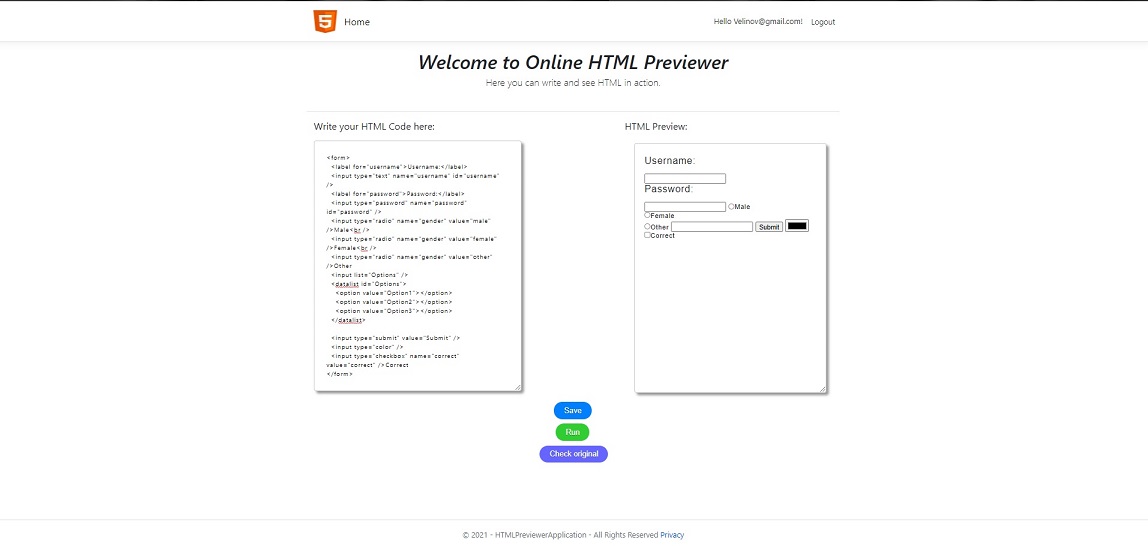 5 Home Hello Velinov@gmail.com! Logout
Welcome to Online HTML Previewer
Here you can write and see HTML in action.
Write your HTML Code here:
<form>
<label for="username">Username:</label>
<input type="text" name="username" id="username"
/>
<label for="password">Password:</label>
<input type="password" name="password"
id="password" />
<input type="radio" name="gender" value="male"
/>Male<br />
<input type="radio" name="gender" value="female"
/>Female<br />
<input type="radio" name="gender" value="other"
/>Other
<input list="Options" />
<datalist id="Options">
<option value="Option1"></option>
<option value="Option2"></option>
<option value="Option3"></option>
</datalist>
<input type="submit" value="Submit" />
<input type="color" />
<input type="checkbox" name="correct"
value="correct" />Correct
</form>
HTML Preview:
Username:
Password:
Male
Female
Other Submit
Correct
Save
Run
Check original
© 2021 - HTMLPreviewerApplication - All Rights Reserved Privacy